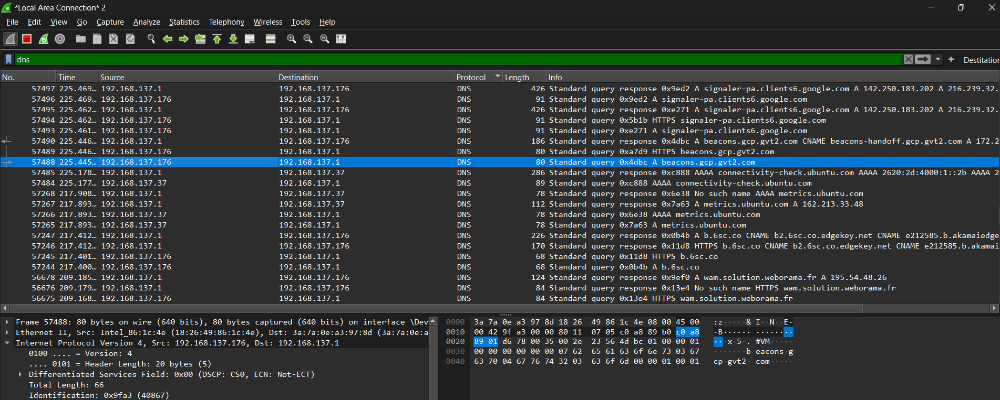 *Local Area Connection* 2
File Edit View Go Capture Analyze Statistics Telephony Wireless Tools Help
dns
Destitation
No. Time Source Destination Protocol Length Info
57497 225.469… 192.168.137.1 192.168.137.176 DNS 426 Standard query response 0x9ed2 A signaler-pa.clients6.google.com A 142.250.183.202 A 216.239.32.
57496 225.469… 192.168.137.176 192.168.137.1 DNS 91 Standard query 0x9ed2 A signaler-pa.clients6.google.com
57495 225.462… 192.168.137.1 192.168.137.176 DNS 426 Standard query response 0xe271 A signaler-pa.clients6.google.com A 142.250.183.202 A 216.239.32.
57494 225.462… 192.168.137.176 192.168.137.1 DNS 91 Standard query 0x5b1b HTTPS signaler-pa.clients6.google.com
57493 225.461… 192.168.137.176 192.168.137.1 DNS 91 Standard query 0xe271 A signaler-pa.clients6.google.com
57490 225.446… 192.168.137.1 192.168.137.176 DNS 186 Standard query response 0x4dbc A beacons.gcp.gvt2.com CNAME beacons-handoff.gcp.gvt2.com A 172.2
57489 225.446… 192.168.137.176 192.168.137.1 DNS 80 Standard query 0xa7d9 HTTPS beacons.gcp.gvt2.com
57488 225.445… 192.168.137.176 192.168.137.1 DNS 80 Standard query 0x4dbc A beacons.gcp.gvt2.com
57485 225.178… 192.168.137.1 192.168.137.37 DNS 286 Standard query response 0xc888 AAAA connectivity-check.ubuntu.com AAAA 2620:2d:4000:1::2b AAAA 2
57484 225.177… 192.168.137.37 192.168.137.1 DNS 89 Standard query 0xc888 AAAA connectivity-check.ubuntu.com
57268 217.908… 192.168.137.1 192.168.137.37 DNS 78 Standard query response 0x6e38 No such name AAAA metrics.ubuntu.com
57267 217.893… 192.168.137.1 192.168.137.37 DNS 112 Standard query response 0x7a63 A metrics.ubuntu.com A 162.213.33.48
57266 217.893… 192.168.137.37 192.168.137.1 DNS 78 Standard query 0x6e38 AAAA metrics.ubuntu.com
57265 217.893… 192.168.137.37 192.168.137.1 DNS 78 Standard query 0x7a63 A metrics.ubuntu.com
57247 217.412… 192.168.137.1 192.168.137.176 DNS 226 Standard query response 0x0b4b A b.6sc.co CNAME b2.6sc.co.edgekey.net CNAME e212585.b.akamaiedge
57246 217.412… 192.168.137.1 192.168.137.176 DNS 170 Standard query response 0x11d8 HTTPS b.6sc.co CNAME b2.6sc.co.edgekey.net CNAME e212585.b.akamai
57245 217.401… 192.168.137.176 192.168.137.1 DNS 68 Standard query 0x11d8 HTTPS b.6sc.co
57244 217.400… 192.168.137.176 192.168.137.1 DNS 68 Standard query 0x0b4b A b.6sc.co
56678 209.185… 192.168.137.1 192.168.137.176 DNS 124 Standard query response 0x9ef0 A wam.solution.weborama.fr A 195.54.48.26
56676 209.179… 192.168.137.1 192.168.137.176 DNS 84 Standard query response 0x13e4 No such name HTTPS wam.solution.weborama.fr
56675 209.168… 192.168.137.176 192.168.137.1 DNS 84 Standard query 0x13e4 HTTPS wam.solution.weborama.fr
Frame 57488: 80 bytes on wire (640 bits), 80 bytes captured (640 bits) on interface \Dev
Ethernet II, Src: Intel_86:1c:4e (18:26:49:86:1c:4e), Dst: 3a:7a:0e:a3:97:8d (3a:7a:0e:a
Internet Protocol Version 4, Src: 192.168.137.176, Dst: 192.168.137.1
0100 .... = Version: 4
.... 0101 = Header Length: 20 bytes (5)
Differentiated Services Field: 0x00 (DSCP: CS0, ECN: Not-ECT)
Total Length: 66
Identification: 0x9fa3 (40867)
0000 3a 7a 0e a3 97 8d 18 26 49 86 1c 4e 08 00 45 00 :z·····& I··N··E·
0010 00 42 9f a3 00 00 80 11 07 05 c0 a8 89 b0 c0 a8 ·B······ ········
0020 89 01 d6 78 00 35 00 2e 23 56 4d bc 01 00 00 01 ···x·5·. #VM·····
0030 00 00 00 00 00 00 07 62 65 61 63 6f 6e 73 03 67 ·······b eacons·g
0040 63 70 04 67 76 74 32 03 63 6f 6d 00 00 01 00 01 cp·gvt2· com·····